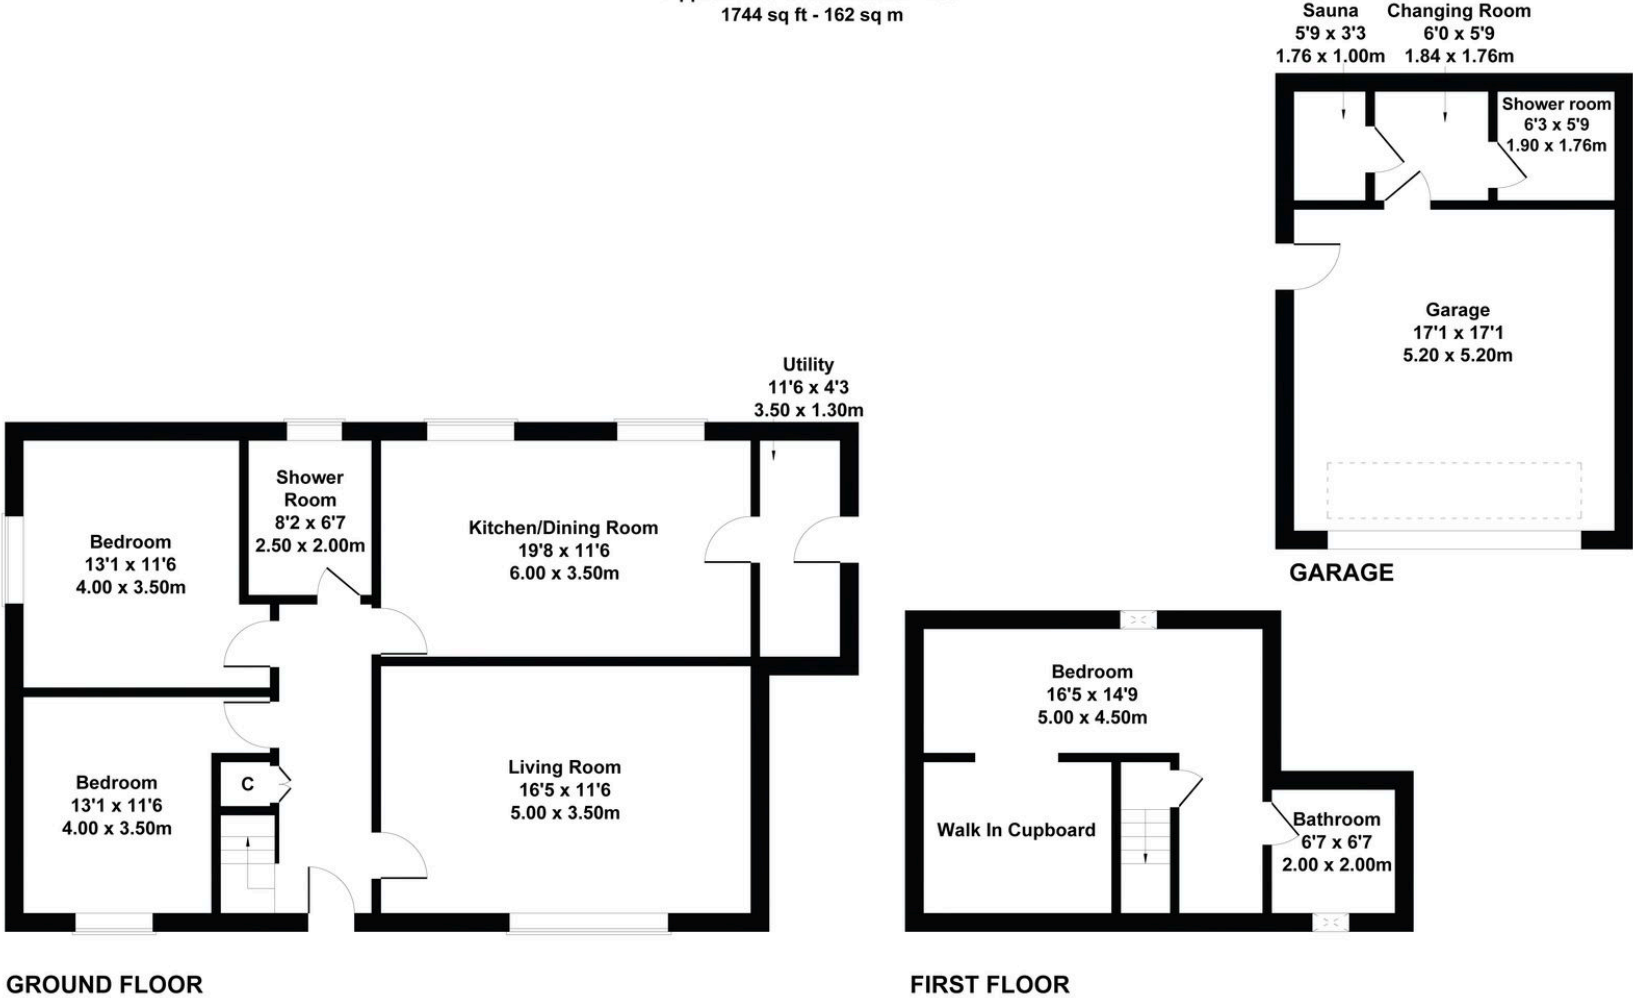 1744 sq ft - 162 sq m
Sauna
5'9 x 3'3
1.76 x 1.00m
Changing Room
6'0 x 5'9
1.84 x 1.76m
Shower room
6'3 x 5'9
1.90 x 1.76m
Garage
17'1 x 17'1
5.20 x 5.20m
GARAGE
Utility
11'6 x 4'3
3.50 x 1.30m
Shower
Room
8'2 x 6'7
2.50 x 2.00m
Bedroom
13'1 x 11'6
4.00 x 3.50m
Kitchen/Dining Room
19'8 x 11'6
6.00 x 3.50m
Bedroom
13'1 x 11'6
4.00 x 3.50m
C
Living Room
16'5 x 11'6
5.00 x 3.50m
GROUND FLOOR
Bedroom
16'5 x 14'9
5.00 x 4.50m
Walk In Cupboard
Bathroom
6'7 x 6'7
2.00 x 2.00m
FIRST FLOOR